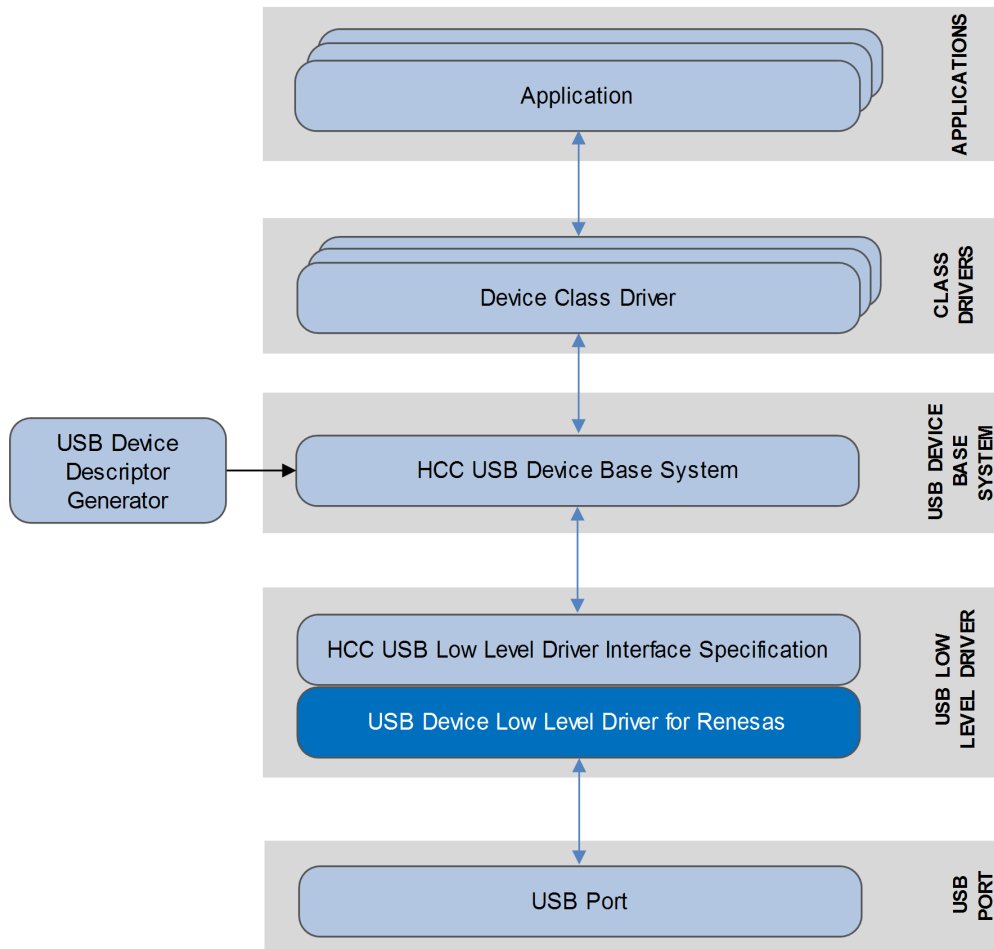 Application
APPLICATIONS
Device Class Driver
CLASS
DRIVERS
USB Device
Descriptor
Generator
HCC USB Device Base System
USB DEVICE
BASE
SYSTEM
HCC USB Low Level Driver Interface Specification
USB Device Low Level Driver for Renesas
USB LOW
LEVEL DRIVER
USB Port
USB
PORT